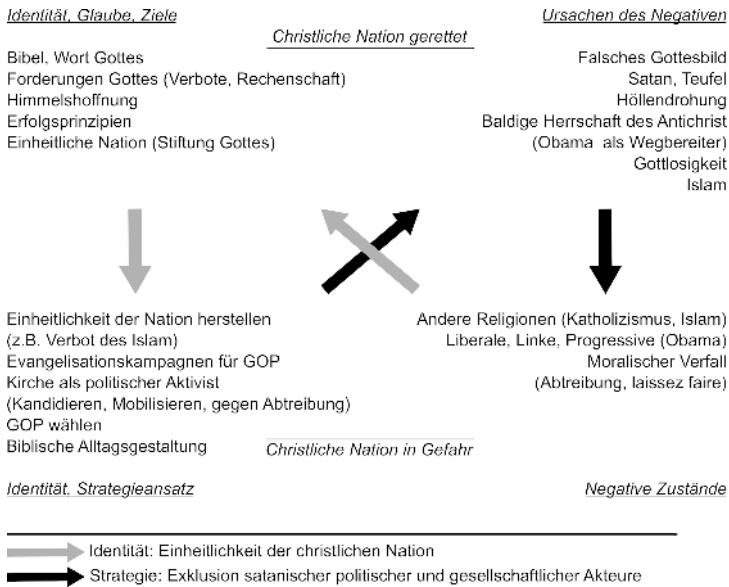 Identität, Glaube, Ziele
Ursachen des Negativen
Christliche Nation gerettet
Bibel, Wort Gottes
Forderungen Gottes (Verbote, Rechenschaft)
Himmelshoffnung
Erfolgsprinzipien
Einheitliche Nation (Stiftung Gottes)
Falsches Gottesbild
Satan, Teufel
Höllendrohung
Baldige Herrschaft des Antichrist
(Obama als Wegbereiter)
Gottlosigkeit
Islam
Einheitlichkeit der Nation herstellen
(z.B. Verbot des Islam)
Evangelisationskampagnen für GOP
Kirche als politischer Aktivist
(Kandidieren, Mobilisieren, gegen Abtreibung)
GOP wählen
Biblische Alltagsgestaltung
Andere Religionen (Katholizismus, Islam)
Liberale, Linke, Progressive (Obama)
Moralischer Verfall
(Abtreibung, laissez faire)
Christliche Nation in Gefahr
Identität, Strategieansatz
Negative Zustände
Identität: Einheitlichkeit der christlichen Nation
Strategie: Exklusion satanischer politischer und gesellschaftlicher Akteure